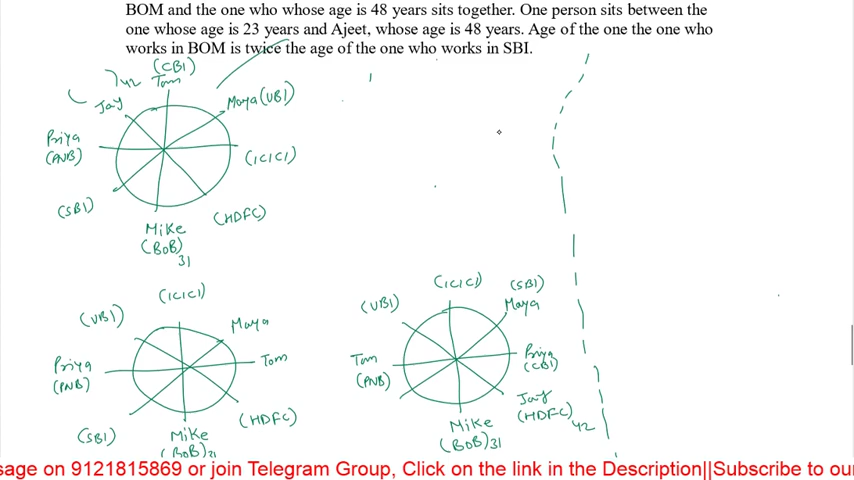 BOM and the one who whose age is 48 years sits together. One person sits between the
one whose age is 23 years and Ajeet, whose age is 48 years. Age of the one the one who
works in BOM is twice the age of the one who works in SBI.
(CBI)
( ) 42 Tom
Jay
Maya (UBI)
Priya
(PNB)
(ICICI)
(SBI)
(HDFC)
Mike
(BOB)
31
(ICICI)
(UBI)
Maya
Priya
(PNB)
Tom
(SBI)
(HDFC)
Mike
(BOB) 31
(ICICI)
(SBI)
(UBI)
Maya
Tom
(PNB)
Priya
(CBI)
Jay
(HDFC)
42
Mike
(BOB) 31
sage on 9121815869 or join Telegram Group, Click on the link in the Description||Subscribe to ou